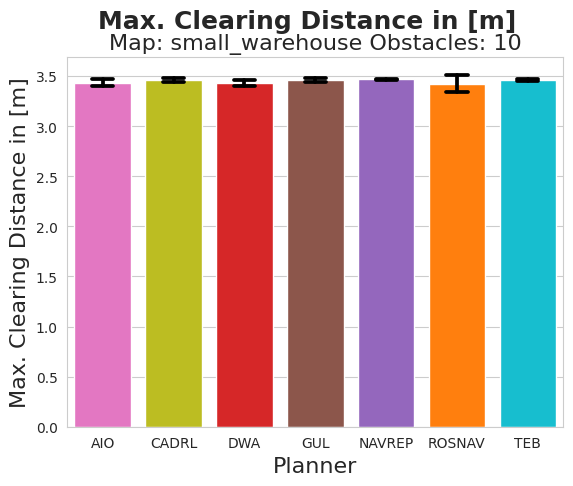 Max. Clearing Distance in [m]
Map: small_warehouse Obstacles: 10
Max. Clearing Distance in [m]
3.5
3.0
2.5
2.0
1.5
1.0
0.5
0.0
AIO CADRL DWA GUL NAVREP ROSNAV TEB
Planner